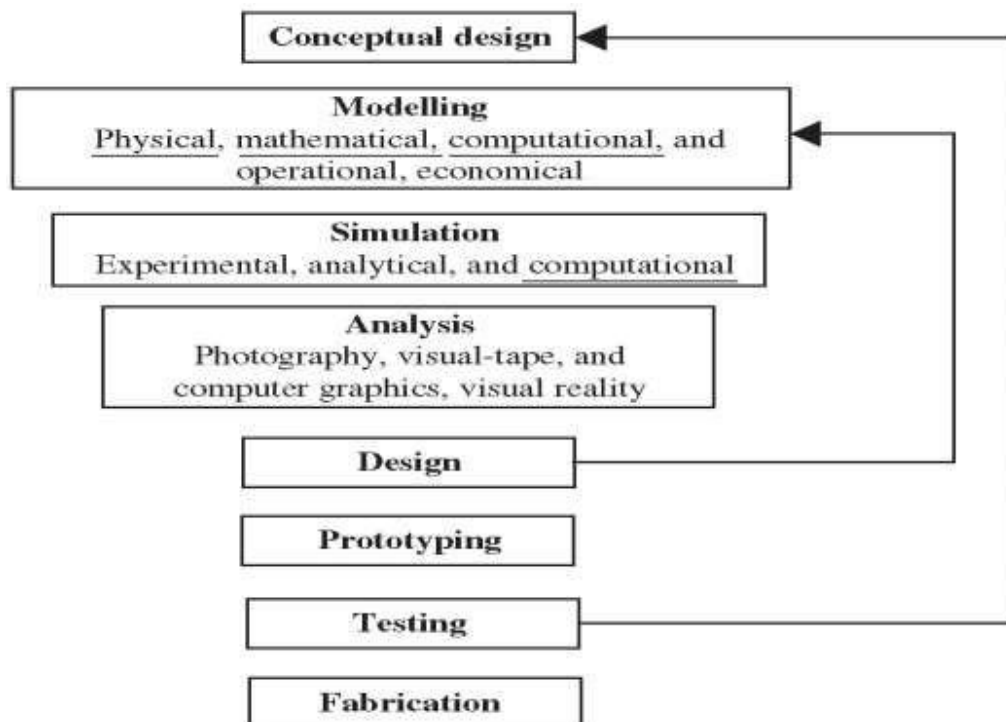 Conceptual design
Modelling
Physical, mathematical, computational, and
operational, economical
Simulation
Experimental, analytical, and computational
Analysis
Photography, visual-tape, and
computer graphics, visual reality
Design
Prototyping
Testing
Fabrication